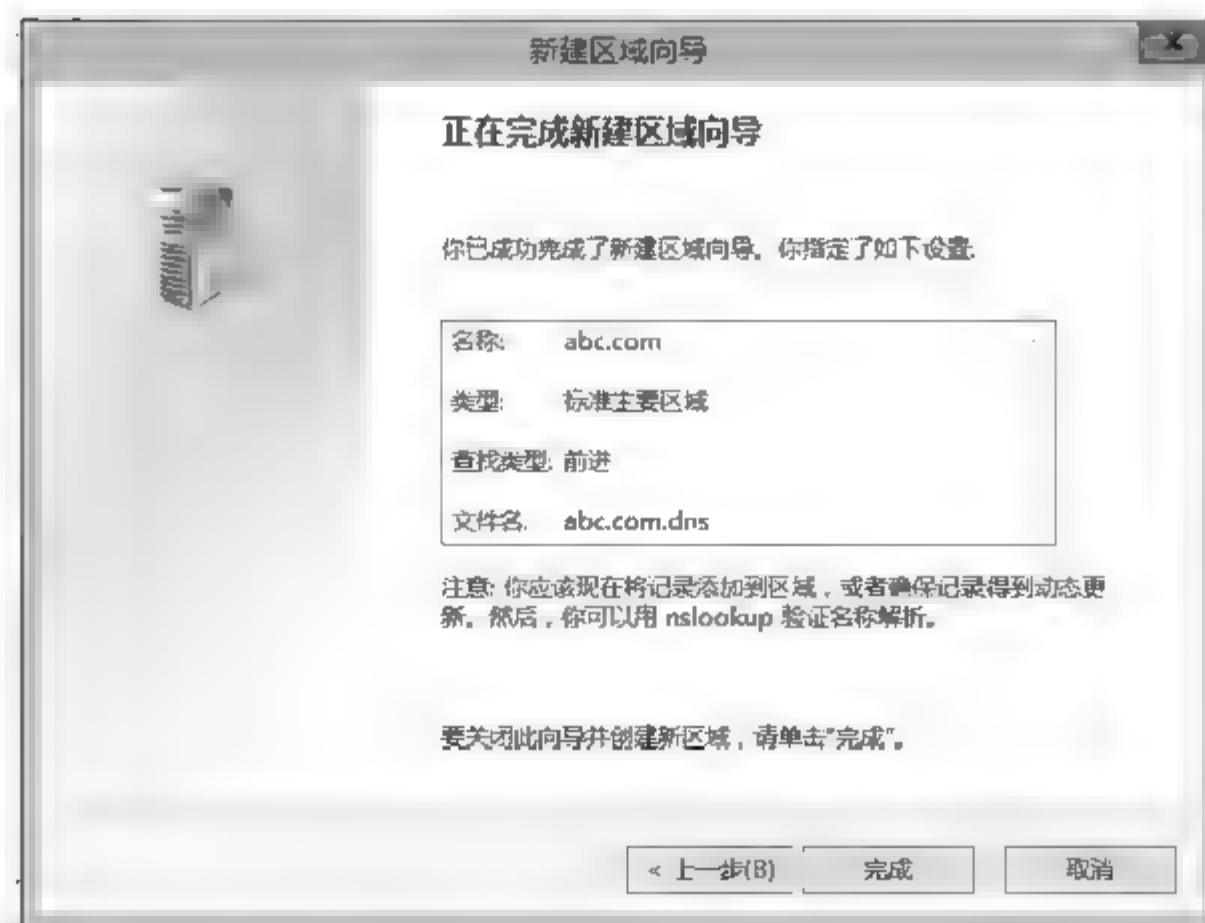 新建区域向导
正在完成新建区域向导
你已成功完成了新建区域向导。你指定了如下设置:
名称: abc.com
类型: 标准主要区域
查找类型: 前进
文件名: abc.com.dns
注意: 你应该现在将记录添加到区域，或者确保记录得到动态更
新。然后，你可以用 nslookup 验证名称解析。
要关闭此向导并创建新区域，请单击"完成"。
< 上一步(B) 完成 取消